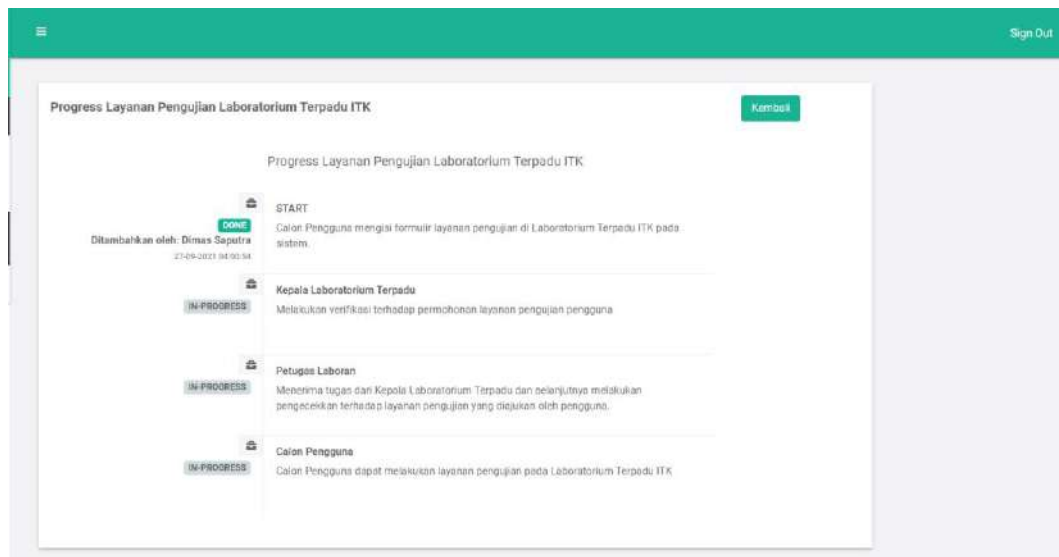 Sign Out
Progress Layanan Pengujian Laboratorium Terpadu ITK
Kembali
Progress Layanan Pengujian Laboratorium Terpadu ITK
START
DONE
Calon Pengguna mengisi formulir layanan pengujian di Laboratorium Terpadu ITK pada
Ditambahkan oleh: Dimas Saputra
sistem.
27-09-2021
Kepala Laboratorium Terpadu
IN-PROGRESS
Melakukan verifikasi terhadap permohonan layanan pengujian pengguna
Petugas Laboran
IN-PROGRESS
Menerima tugas dari Kepala Laboratorium Terpadu dan selanjutnya melakukan
pengecekkan terhadap layanan pengujian yang diajukan oleh pengguna.
Calon Pengguna
IN-PROGRESS
Calon Pengguna dapat melakukan layanan pengujian pada Laboratorium Terpadu ITK